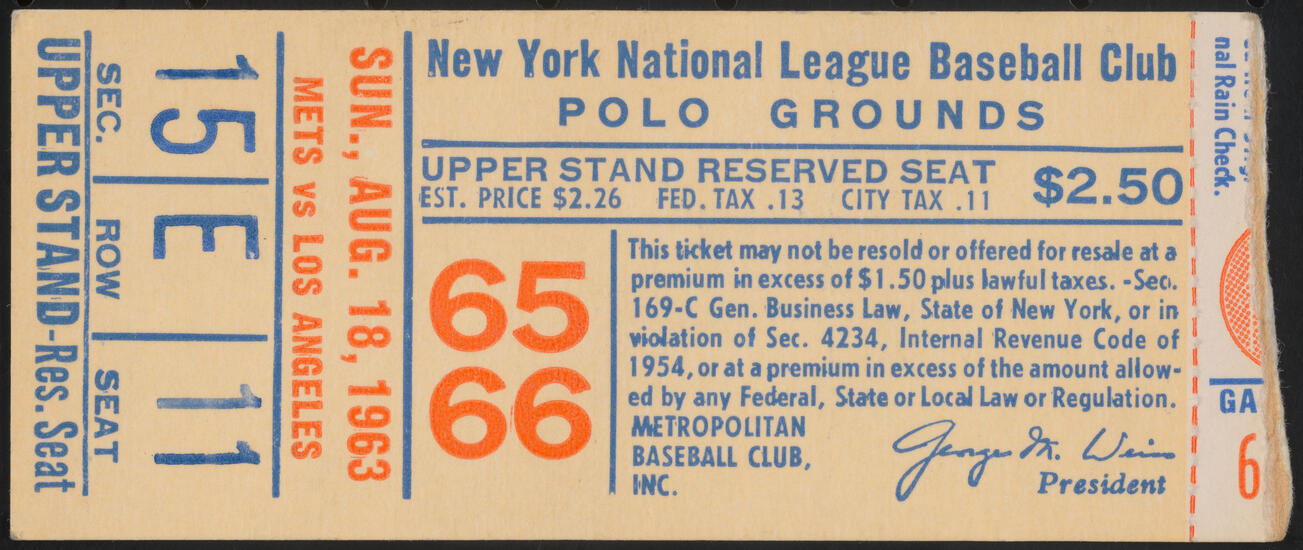 UPPER STAND-Res. Seat
SEC. ROW SEAT
15 E 11
METS vs LOS ANGELES
SUN., AUG. 18, 1963
New York National League Baseball Club
POLO GROUNDS
UPPER STAND RESERVED SEAT
EST. PRICE $2.26 FED. TAX .13 CITY TAX .11
$2.50
65
66
This ticket may not be resold or offered for resale at a
premium in excess of $1.50 plus lawful taxes. -Sec.
169-C Gen. Business Law, State of New York, or in
violation of Sec. 4234, Internal Revenue Code of
1954, or at a premium in excess of the amount allow-
ed by any Federal, State or Local Law or Regulation.
METROPOLITAN
BASEBALL CLUB,
INC.
George M. Weiss
President
nal Rain Check.
GA
6